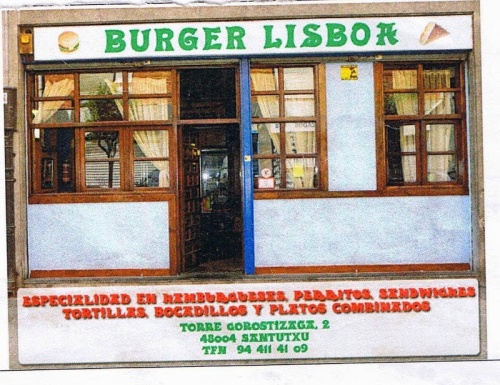 BURGER LISBOA
ESPECIALIDAD EN HAMBURGUESAS, PERRITOS, SANDWICHES
TORTILLAS, BOCADILLOS Y PLATOS COMBINADOS
TORRE GOROSTIZAGA, 2
48004 SANTUTXU
TFN 94 411 41 09